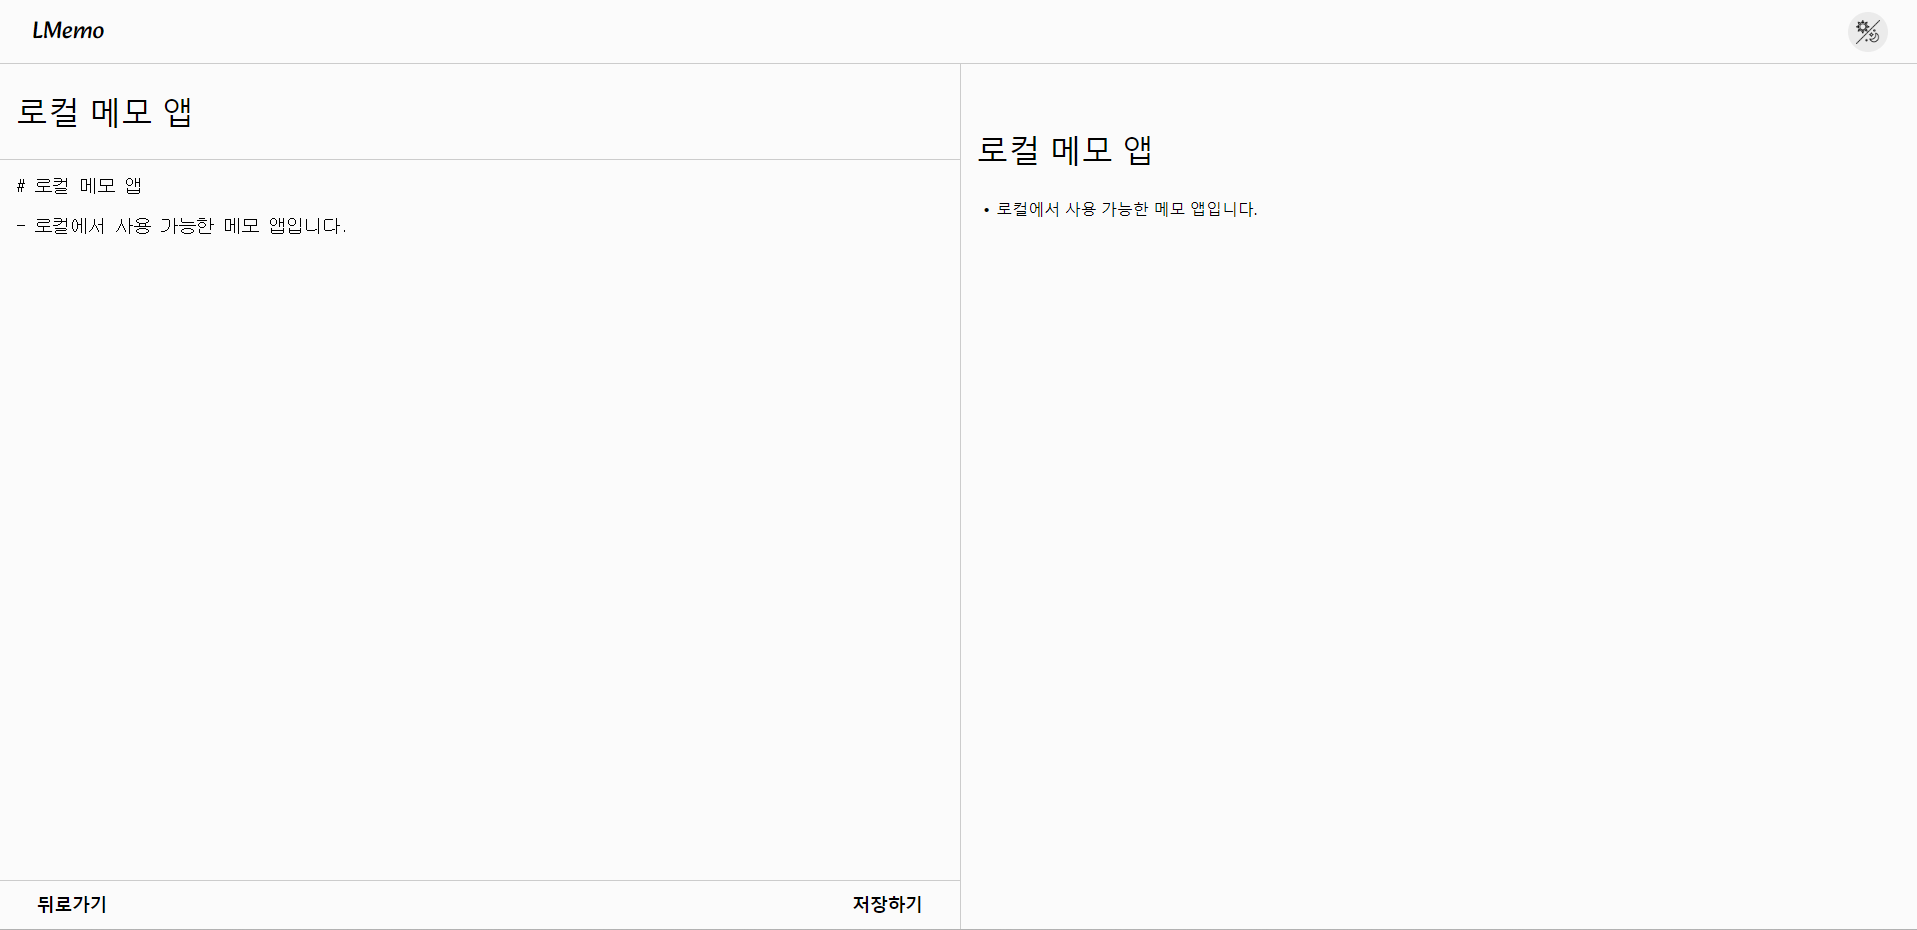 LMemo
로컬 메모 앱
# 로컬 메모 앱
- 로컬에서 사용 가능한 메모 앱입니다.
뒤로가기
저장하기
로컬 메모 앱
• 로컬에서 사용 가능한 메모 앱입니다.